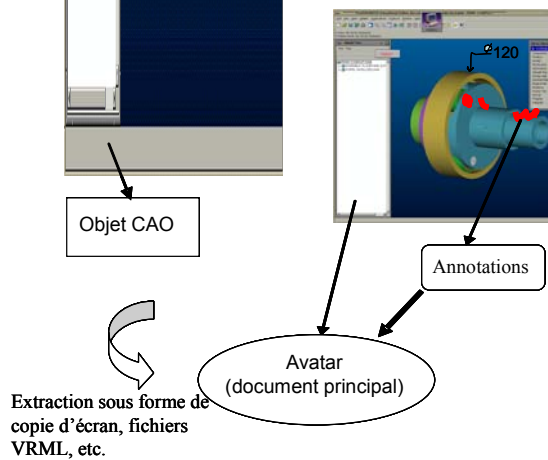 120
Objet CAO
Annotations
Avatar
(document principal)
Extraction sous forme de
copie d'écran, fichiers
VRML, etc.